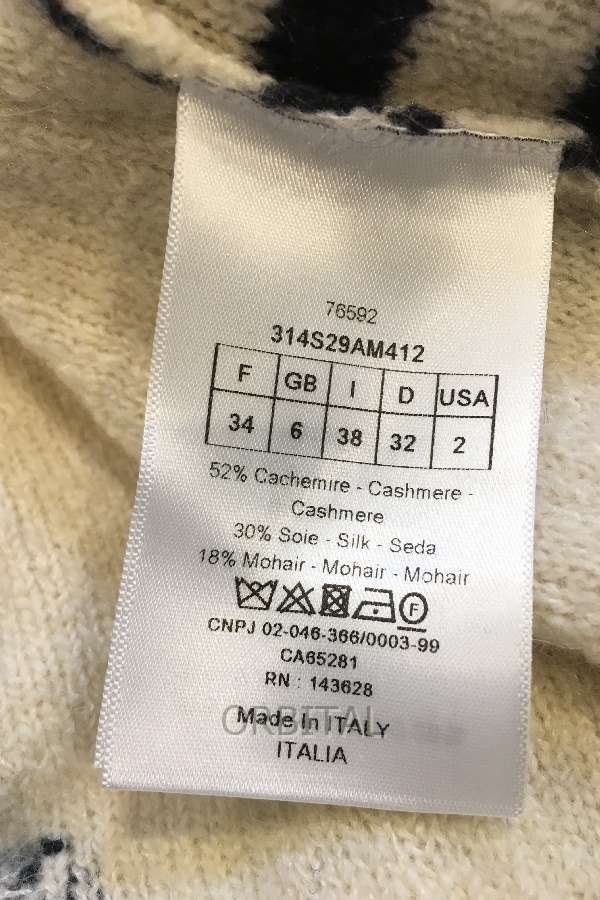 76592
314S29AM412
F GB I D USA
34 6 38 32 2
52% Cachemire - Cashmere -
Cashmere
30% Soie - Silk - Seda
18% Mohair - Mohair - Mohair
F
CNPJ 02-046-366/0003-99
CA65281
RN : 143628
ORBITAL
Made In ITALY
ITALIA